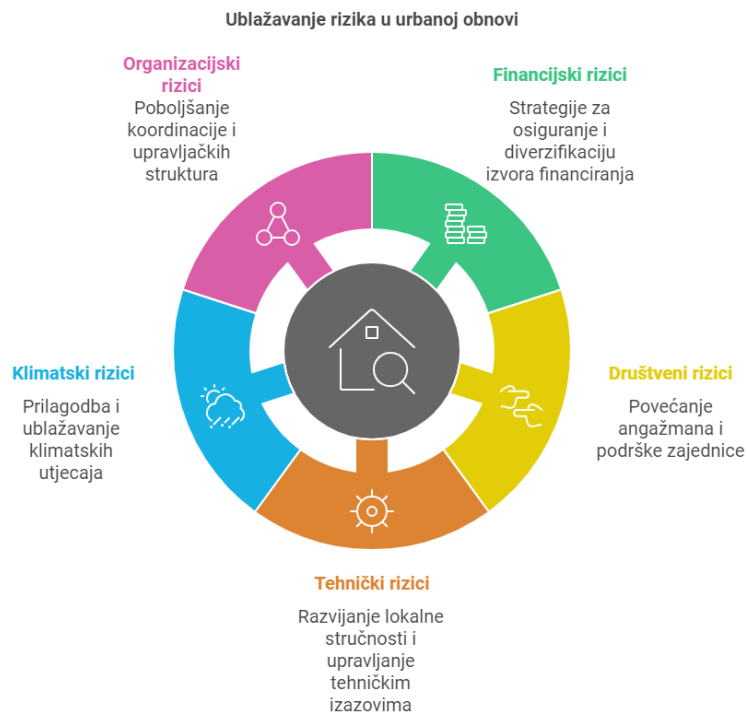 Ublažavanje rizika u urbanoj obnovi
Organizacijski
rizici
Poboljšanje
koordinacije i
upravljačkih
struktura
Financijski rizici
Strategije za
osiguranje i
diverzifikaciju
izvora financiranja
Klimatski rizici
Prilagodba i
ublažavanje
klimatskih
utjecaja
Društveni rizici
Povećanje
angažmana i
podrške zajednice
Tehnički rizici
Razvijanje lokalne
stručnosti i
upravljanje
tehničkim
izazovima